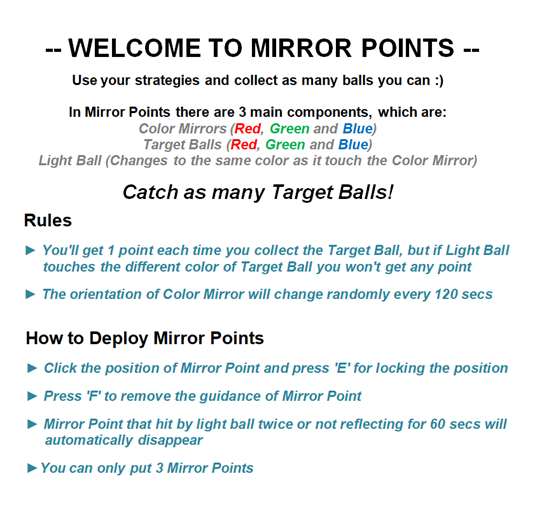 -- WELCOME TO MIRROR POINTS --
Use your strategies and collect as many balls you can :)
In Mirror Points there are 3 main components, which are:
Color Mirrors (Red, Green and Blue)
Target Balls (Red, Green and Blue)
Light Ball (Changes to the same color as it touch the Color Mirror)
Catch as many Target Balls!
Rules
► You'll get 1 point each time you collect the Target Ball, but if Light Ball
touches the different color of Target Ball you won't get any point
► The orientation of Color Mirror will change randomly every 120 secs
How to Deploy Mirror Points
► Click the position of Mirror Point and press 'E' for locking the position
► Press 'F' to remove the guidance of Mirror Point
► Mirror Point that hit by light ball twice or not reflecting for 60 secs will
automatically disappear
►You can only put 3 Mirror Points